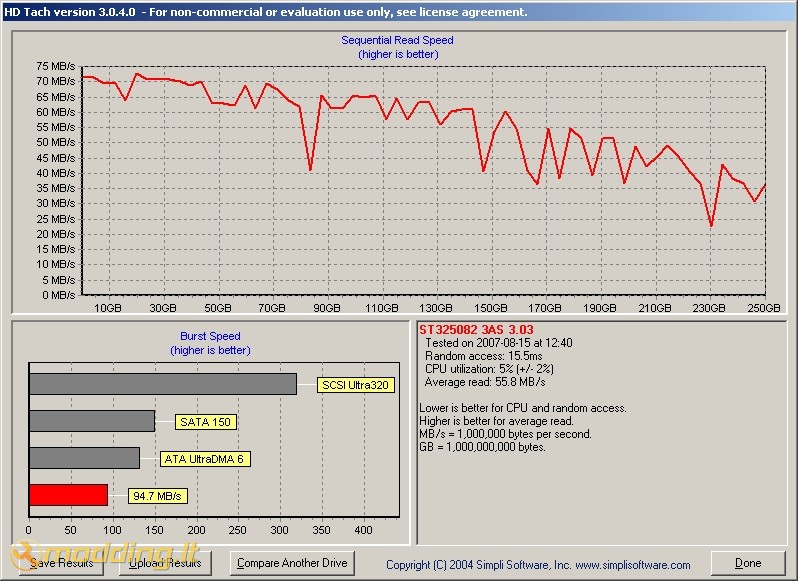 HD Tach version 3.0.4.0 - For non-commercial or evaluation use only, see license agreement.
Sequential Read Speed
(higher is better)
75 MB/s
70 MB/s
65 MB/s
60 MB/s
55 MB/s
50 MB/s
45 MB/s
40 MB/s
35 MB/s
30 MB/s
25 MB/s
20 MB/s
15 MB/s
10 MB/s
5 MB/s
0 MB/s
10GB 30GB 50GB 70GB 90GB 110GB 130GB 150GB 170GB 190GB 210GB 230GB 250GB
Burst Speed
(higher is better)
SCSI Ultra320
SATA 150
ATA UltraDMA 6
94.7 MB/s
0 50 100 150 200 250 300 350 400
ST325082 3AS 3.03
Tested on 2007-08-15 at 12:40
Random access: 15.5ms
CPU utilization: 5% (+/- 2%)
Average read: 55.8 MB/s
Lower is better for CPU and random access.
Higher is better for average read.
MB/s = 1,000,000 bytes per second.
GB = 1,000,000,000 bytes.
modding.lt
Save Results Upload Results Compare Another Drive Copyright (C) 2004 Simpli Software, Inc. www.simplisoftware.com Done